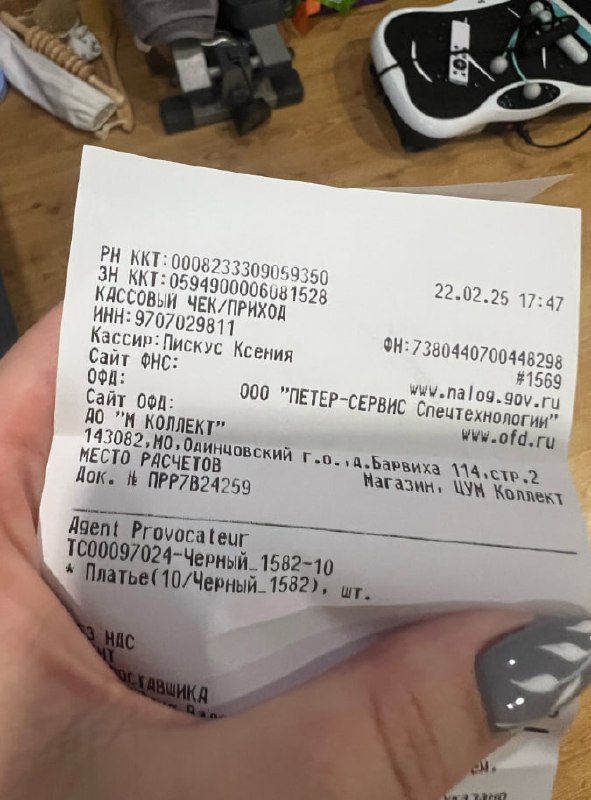 РН ККТ:0008233309059350
22.02.25 17:47
ЗН ККТ:0594900006081528
КАССОВЫЙ ЧЕК/ПРИХОД
ИНН:9707029811
ФН:7380440700448298
Кассир:Пискус Ксения
#1569
Сайт ФНС:
www.nalog.gov.ru
ОФД:
ООО "ПЕТЕР-СЕРВИС Спецтехнологии"
Сайт ОФД:
www.ofd.ru
АО "М КОЛЛЕКТ"
143082,МО,Одинцовский г.о.,д.Барвиха 114,стр.2
МЕСТО РАСЧЕТОВ
Магазин, ЦУМ Коллект
Док. № ПРР7В24259
Agent Provocateur
ТС00097024-Черный_1582-10
* Платье(10/Черный_1582), шт.
НДС